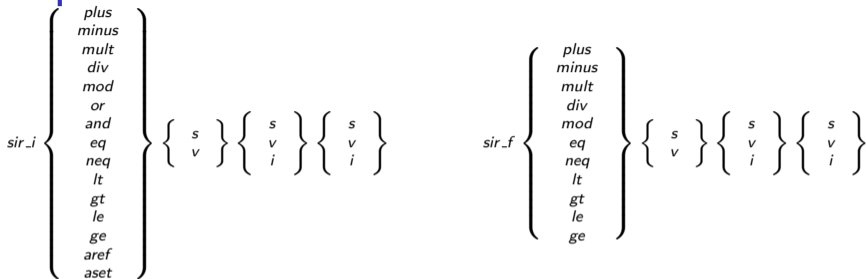 sir_i
plus
minus
mult
div
mod
or
and
eq
neq
lt
gt
le
ge
aref
aset
s
v
s
v
i
s
v
i
sir_f
plus
minus
mult
div
mod
eq
neq
lt
gt
le
ge
s
v
s
v
i
s
v
i